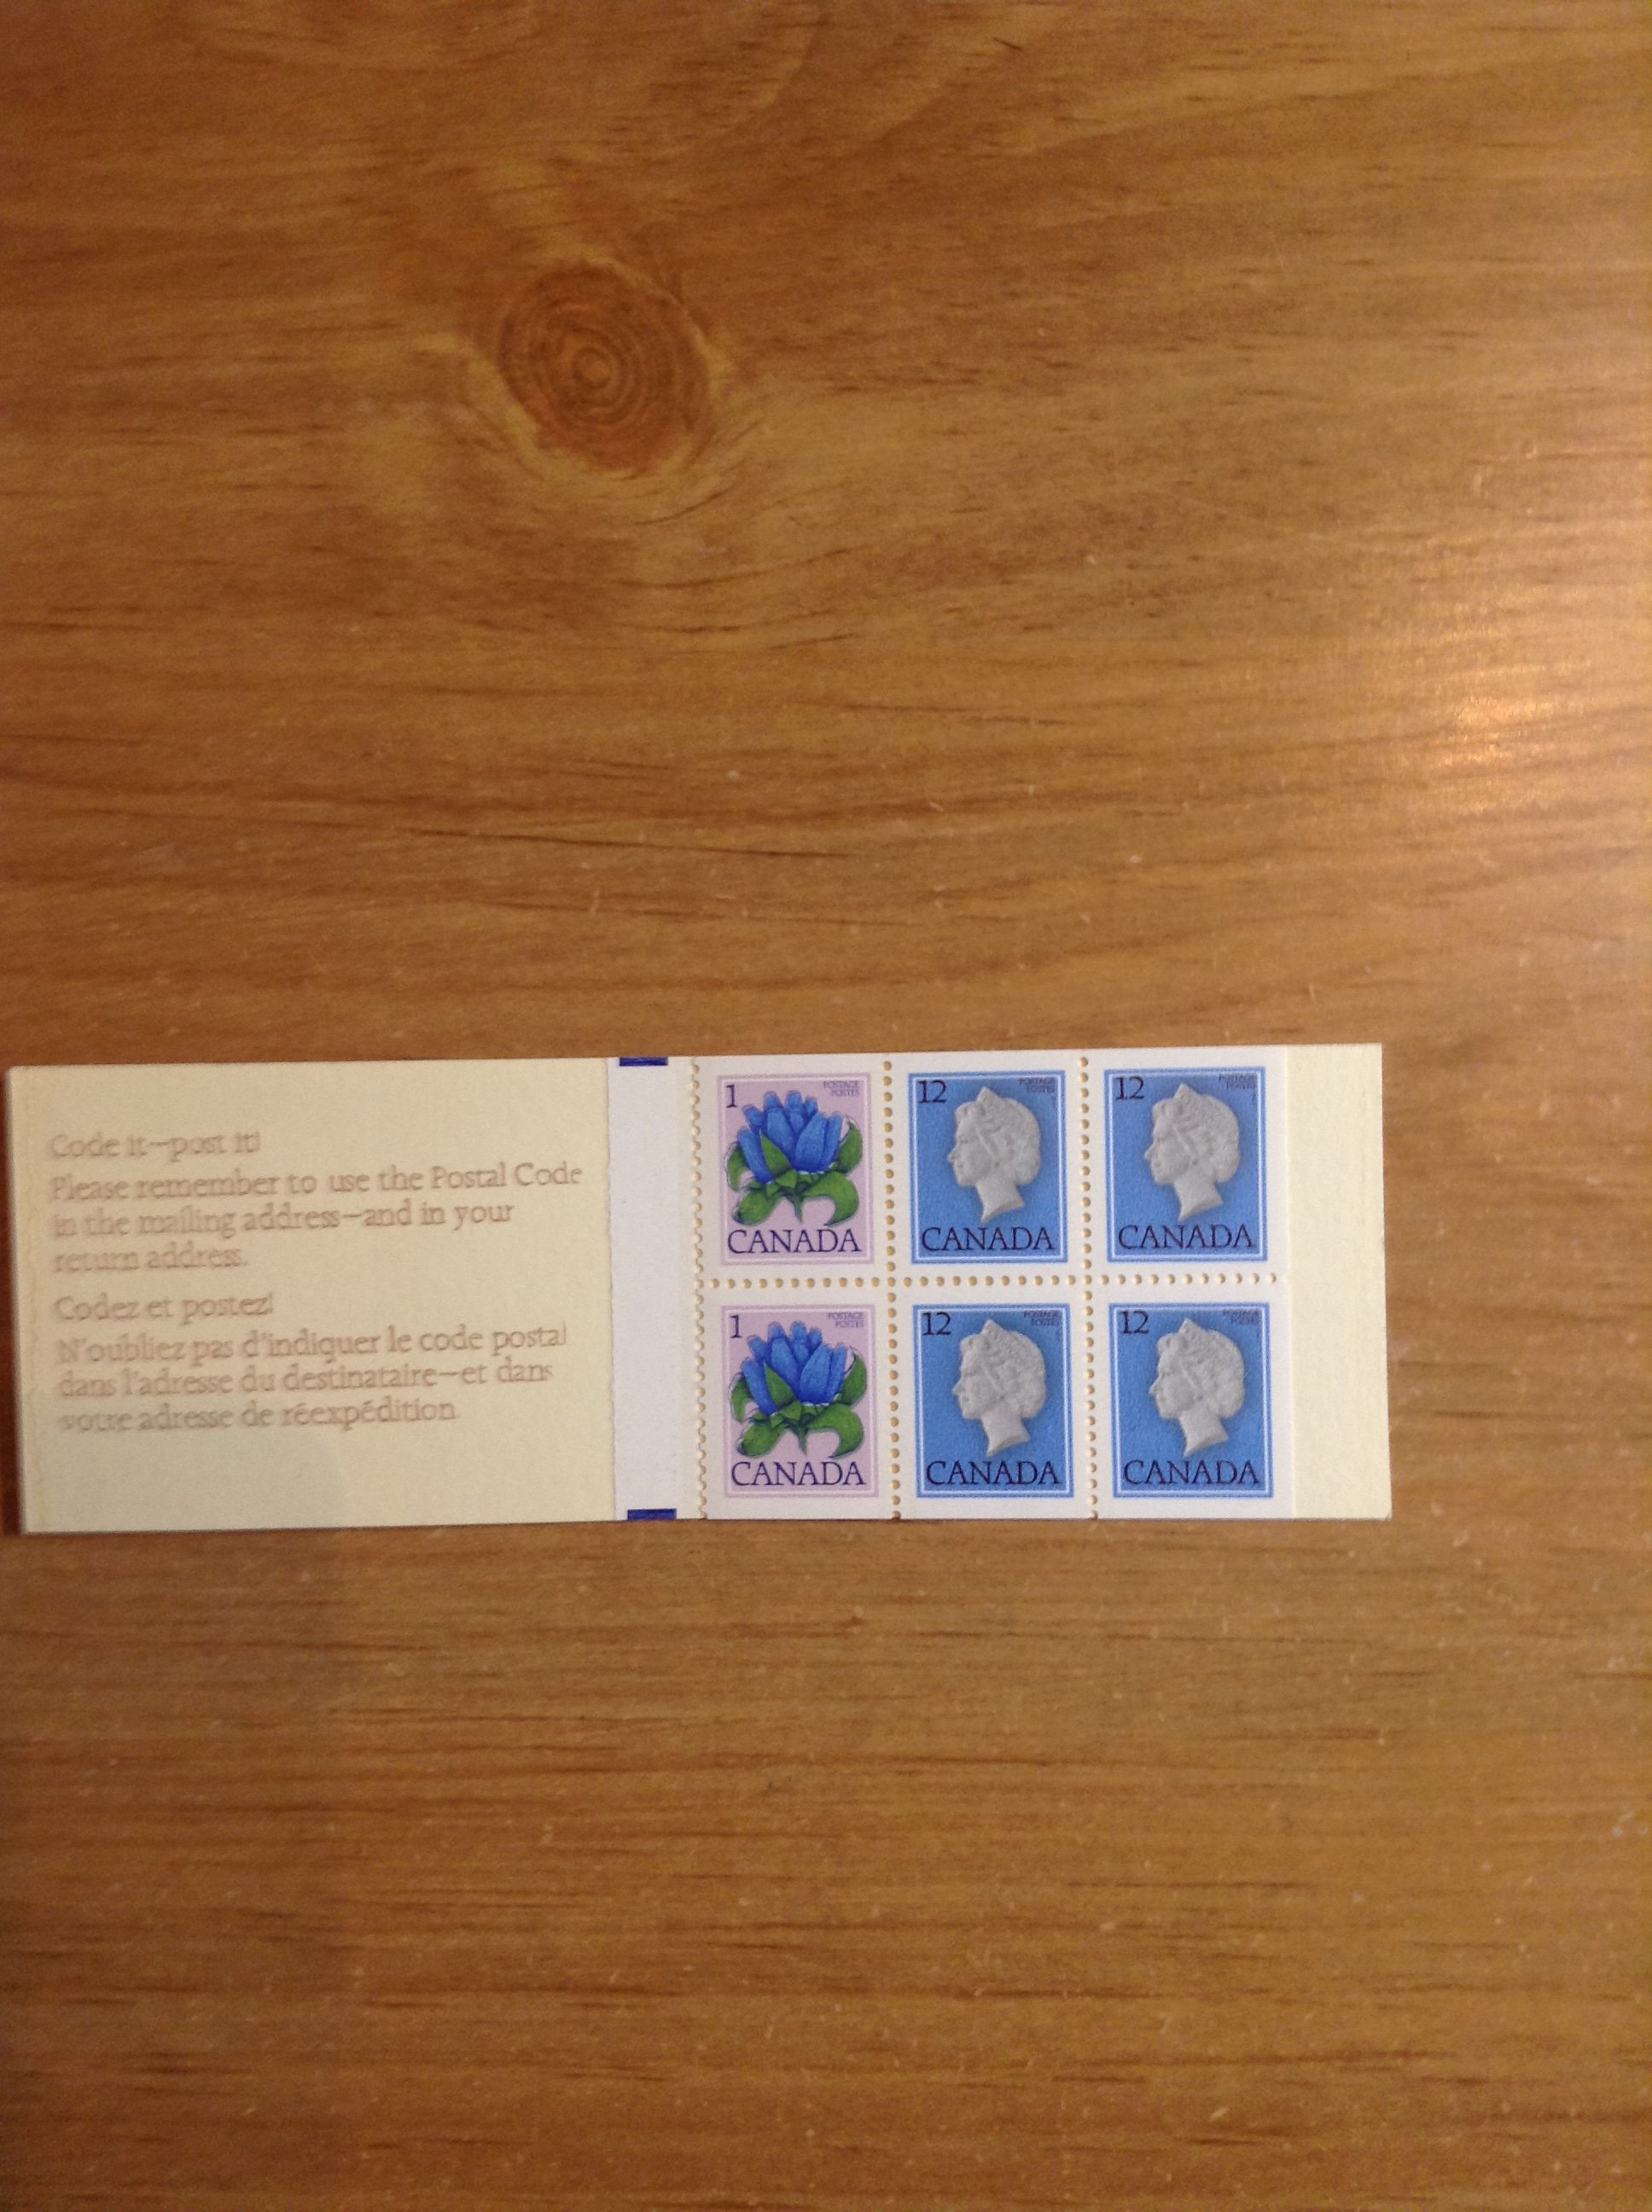 Code it—post it!
Please remember to use the Postal Code
in the mailing address—and in your
return address.
Codez et postez!
N'oubliez pas d'indiquer le code postal
dans l'adresse du destinataire—et dans
votre adresse de réexpédition
1 POSTAGE
POSTES
CANADA
12 POSTAGE
POSTES
CANADA
12 POSTAGE
POSTES
CANADA
1 POSTAGE
POSTES
CANADA
12 POSTAGE
POSTES
CANADA
12 POSTAGE
POSTES
CANADA